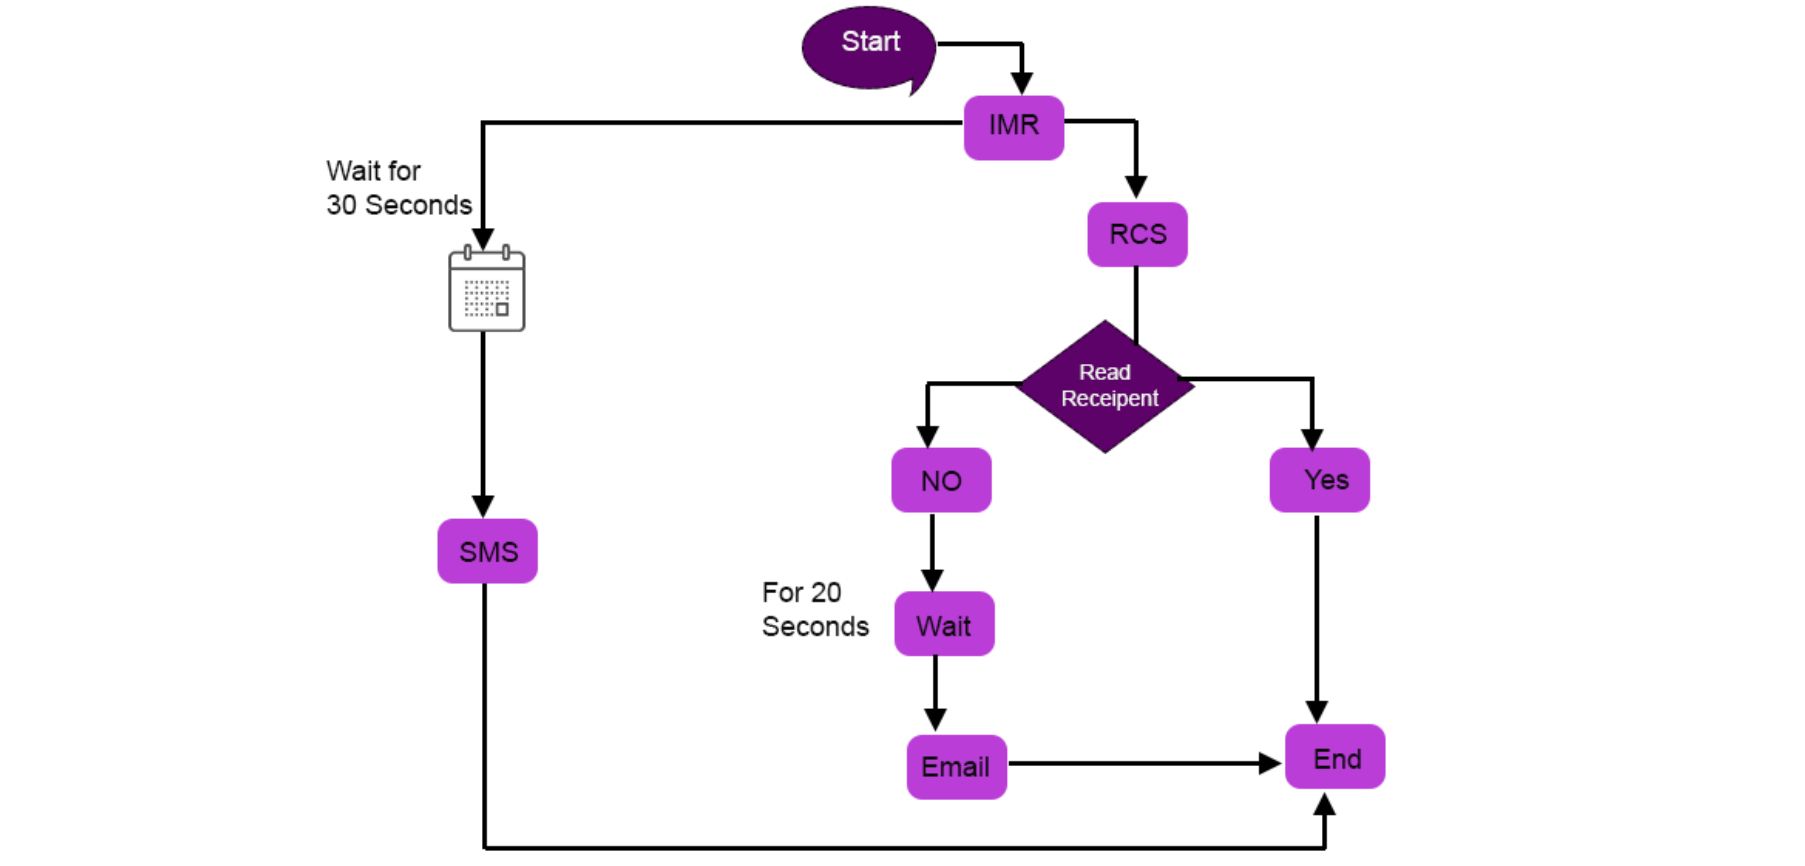 Start
IMR
Wait for
30 Seconds
RCS
Read
Receipent
NO
Yes
SMS
For 20
Seconds
Wait
Email
End